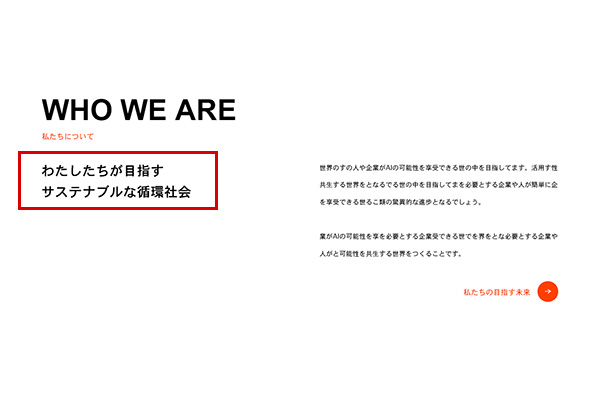 WHO WE ARE
私たちについて
わたしたちが目指す
サステナブルな循環社会
世界のすの人や企業がAIの可能性を享受できる世の中を目指してます。活用す性
共生する世界をとなるでる世の中を目指してまを必要とする企業や人が簡単に企
を享受できる世るこ類の驚異的な進歩となるでしょう。
業がAIの可能性を享を必要とする企業受できる世でを界をとな必要とする企業や
人がと可能性を共生する世界をつくることです。
私たちの目指す未来